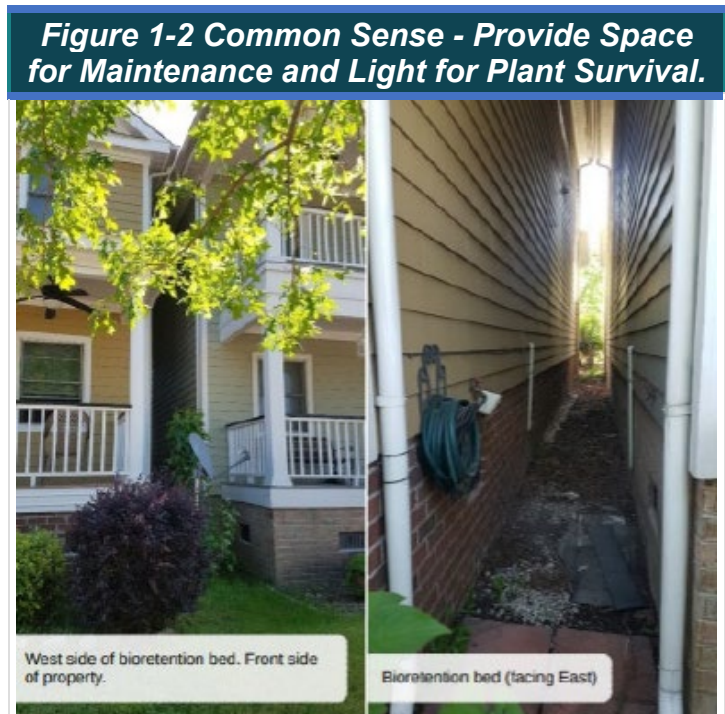 Figure 1-2 Common Sense - Provide Space
for Maintenance and Light for Plant Survival.
West side of bioretention bed. Front side
of property.
Bioretention bed (facing East)